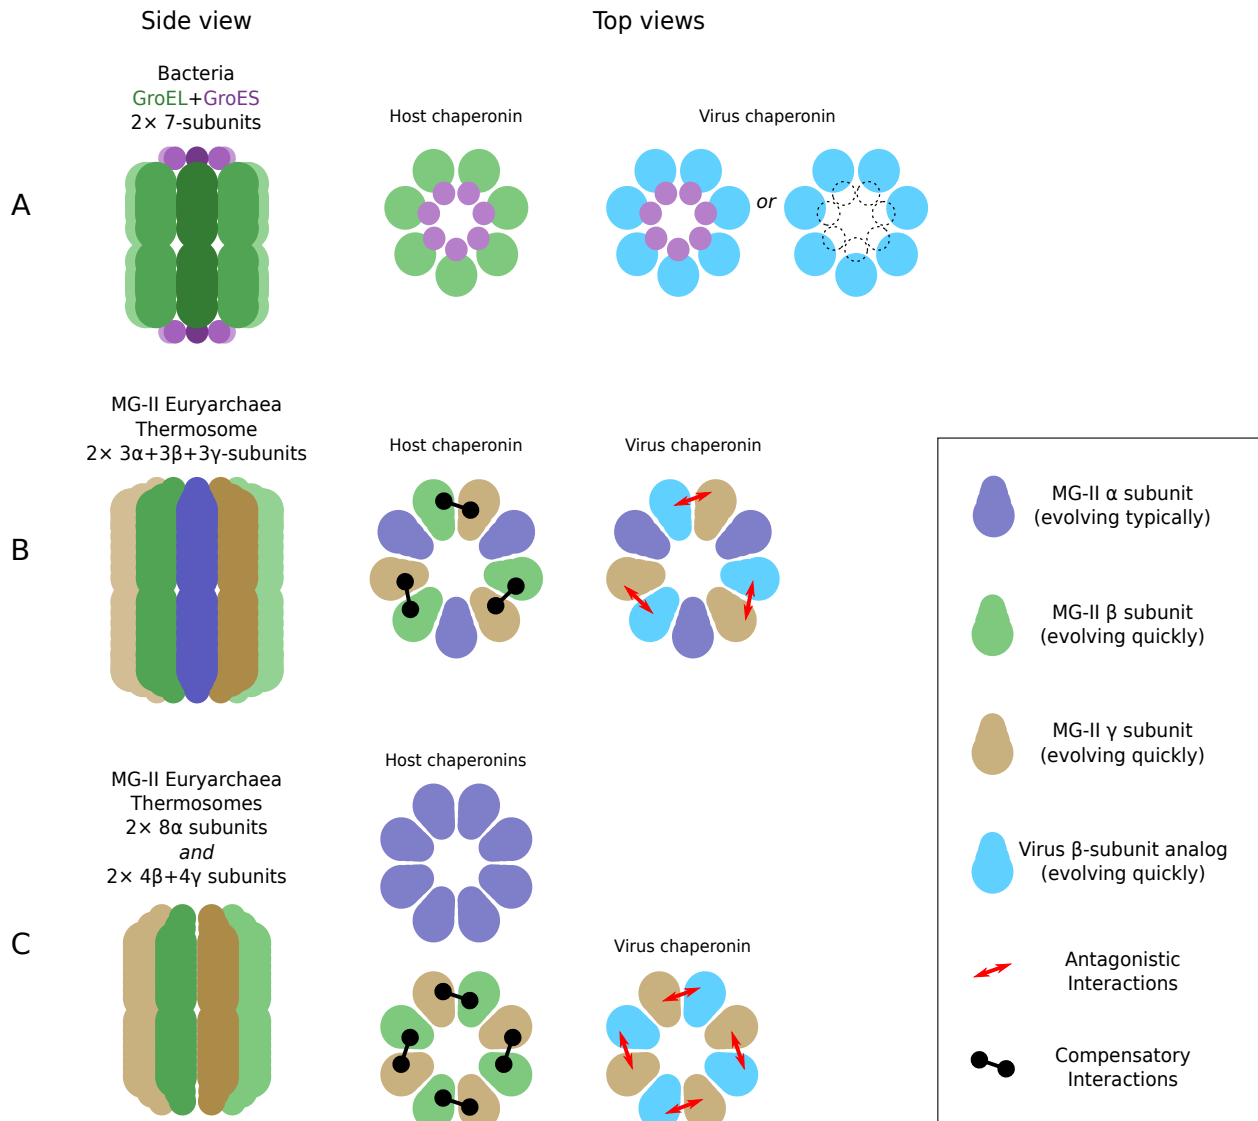 Side view
Top views
A
Bacteria
GroEL+GroES
2× 7-subunits
Host chaperonin
Virus chaperonin
or
B
MG-II Euryarchaea
Thermosome
2× 3α+3β+3γ-subunits
Host chaperonin
Virus chaperonin
C
MG-II Euryarchaea
Thermosomes
2× 8α subunits
and
2× 4β+4γ subunits
Host chaperonins
Virus chaperonin
MG-II α subunit
(evolving typically)
MG-II β subunit
(evolving quickly)
MG-II γ subunit
(evolving quickly)
Virus β-subunit analog
(evolving quickly)
Antagonistic
Interactions
Compensatory
Interactions